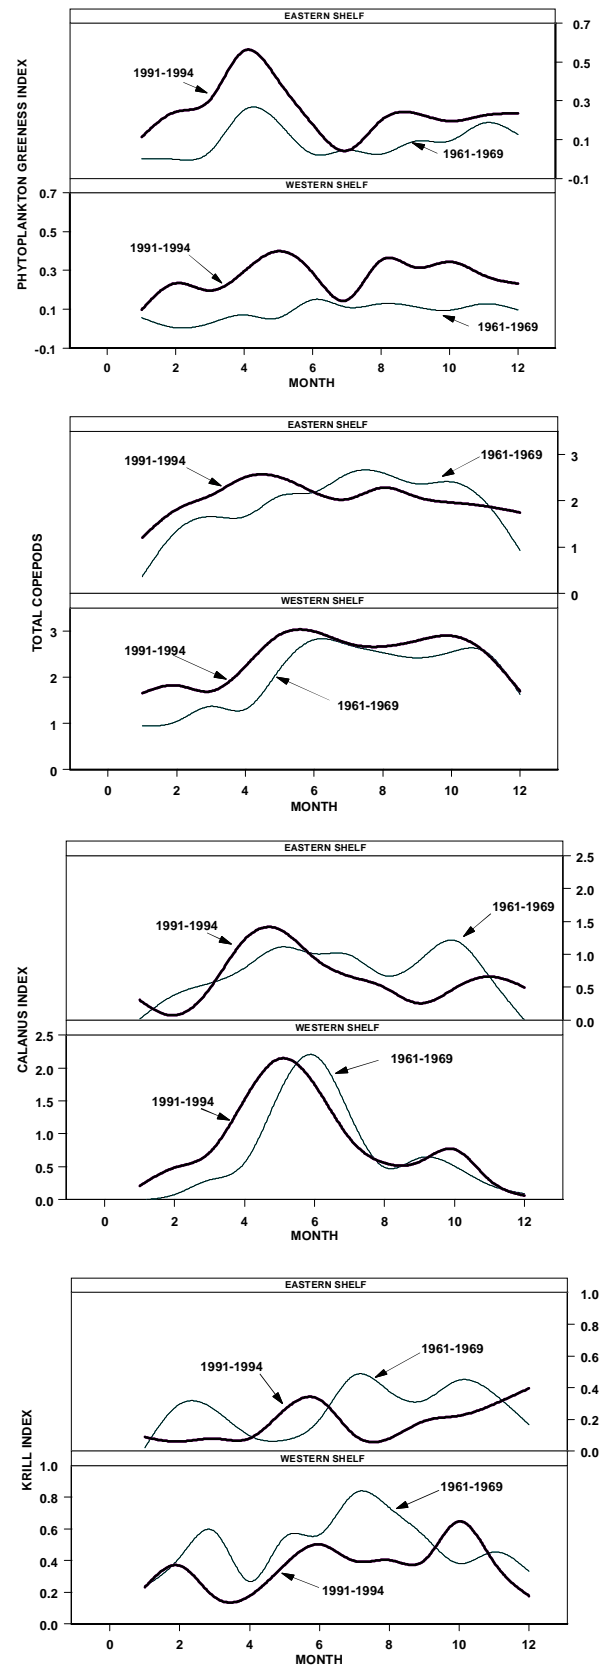 EASTERN SHELF
0.7
0.5
0.3
0.1
-0.1
1991-1994
1961-1969
PHYTOPLANKTON GREENESS INDEX
WESTERN SHELF
0.7
0.5
0.3
0.1
-0.1
1991-1994
1961-1969
0 2 4 6 8 10 12
MONTH
EASTERN SHELF
3
2
1
0
1991-1994
1961-1969
TOTAL COPEPODS
WESTERN SHELF
3
2
1
0
1991-1994
1961-1969
0 2 4 6 8 10 12
MONTH
EASTERN SHELF
2.5
2.0
1.5
1.0
0.5
0.0
1991-1994
1961-1969
CALANUS INDEX
WESTERN SHELF
2.5
2.0
1.5
1.0
0.5
0.0
1961-1969
1991-1994
0 2 4 6 8 10 12
MONTH
EASTERN SHELF
1.0
0.8
0.6
0.4
0.2
0.0
1961-1969
1991-1994
KRILL INDEX
WESTERN SHELF
1.0
0.8
0.6
0.4
0.2
0.0
1961-1969
1991-1994
0 2 4 6 8 10 12
MONTH